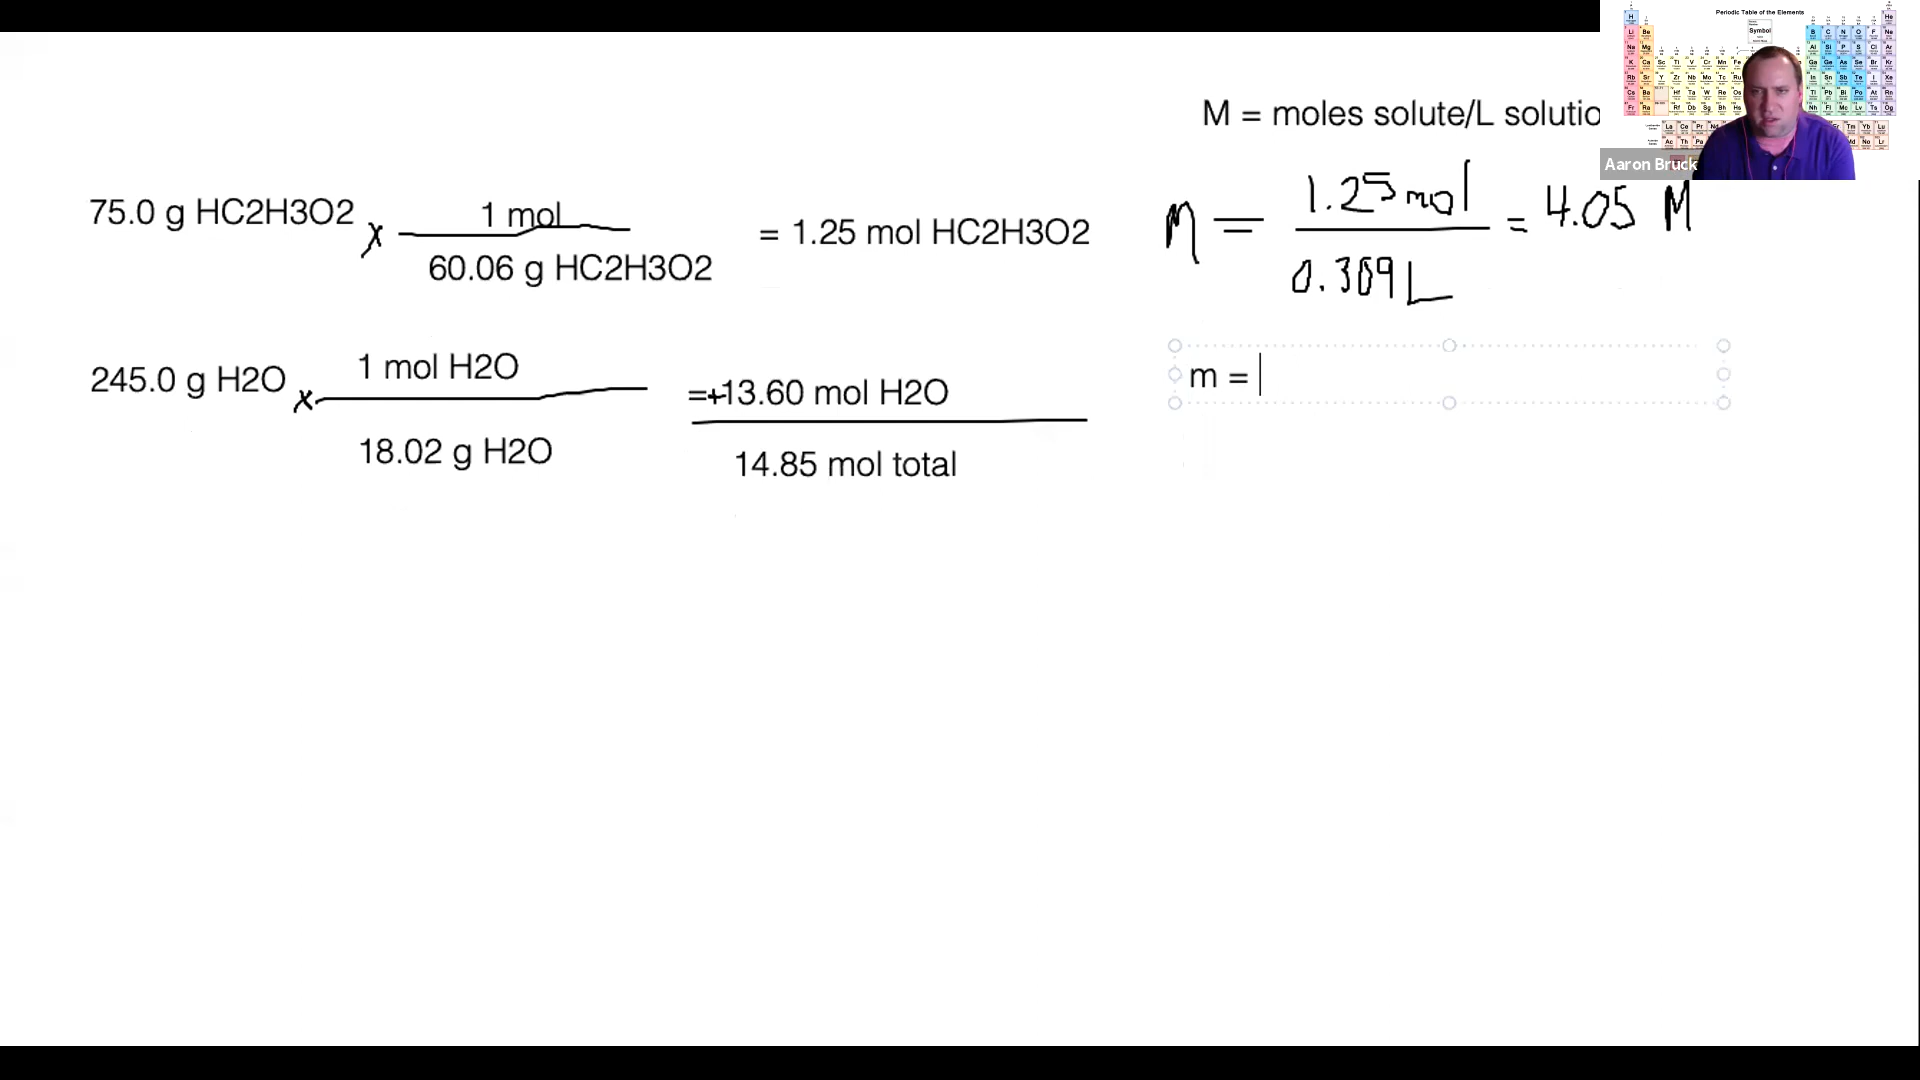 Periodic Table of the Elements
Symbol
M = moles solute/L solutio
Aaron Bruck
75.0 g HC2H3O2 x 1 mol
60.06 g HC2H3O2
= 1.25 mol HC2H3O2
M = 1.25 mol
0.309 L
= 4.05 M
245.0 g H2O x 1 mol H2O
18.02 g H2O
=+13.60 mol H2O
14.85 mol total
m =